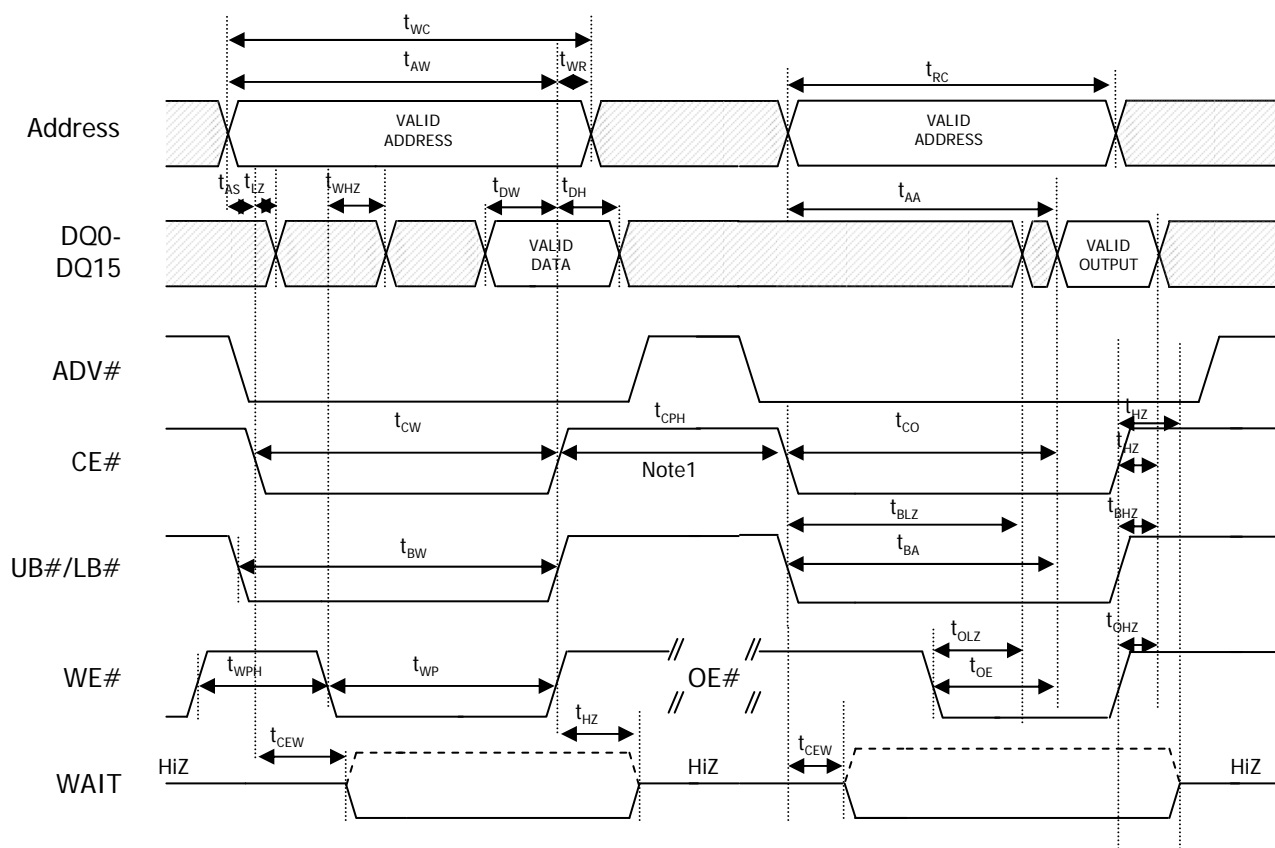 tWC
tAW
tWR
tRC
Address
VALID ADDRESS
VALID ADDRESS
tAS
tLZ
tWHZ
tDW
tDH
tAA
DQ0-
DQ15
VALID DATA
VALID OUTPUT
ADV#
tCW
tCPH
tCO
tHZ
CE#
Note1
tHZ
tBLZ
tBHZ
tBW
tBA
UB#/LB#
tOLZ
tOHZ
WE#
tWPH
tWP
//
OE#
//
tOE
//
//
tHZ
tCEW
tCEW
HiZ
HiZ
HiZ
WAIT